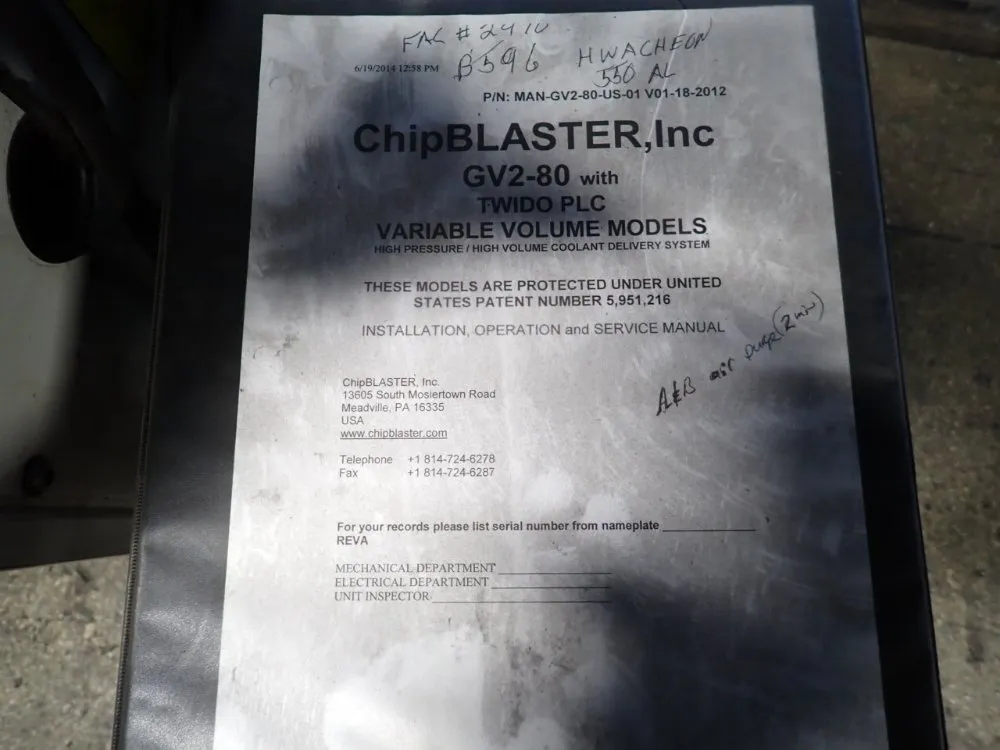 FAC # 2410
6/19/2014 12:58 PM B596 HWACHEON
550 AL
P/N: MAN-GV2-80-US-01 V01-18-2012
ChipBLASTER,Inc
GV2-80 with
TWIDO PLC
VARIABLE VOLUME MODELS
HIGH PRESSURE / HIGH VOLUME COOLANT DELIVERY SYSTEM
THESE MODELS ARE PROTECTED UNDER UNITED
STATES PATENT NUMBER 5,951,216
INSTALLATION, OPERATION and SERVICE MANUAL
A&B air purge (2 min)
ChipBLASTER, Inc.
13605 South Mosiertown Road
Meadville, PA 16335
USA
www.chipblaster.com
Telephone +1 814-724-6278
Fax +1 814-724-6287
For your records please list serial number from nameplate
REVA
MECHANICAL DEPARTMENT
ELECTRICAL DEPARTMENT
UNIT INSPECTOR